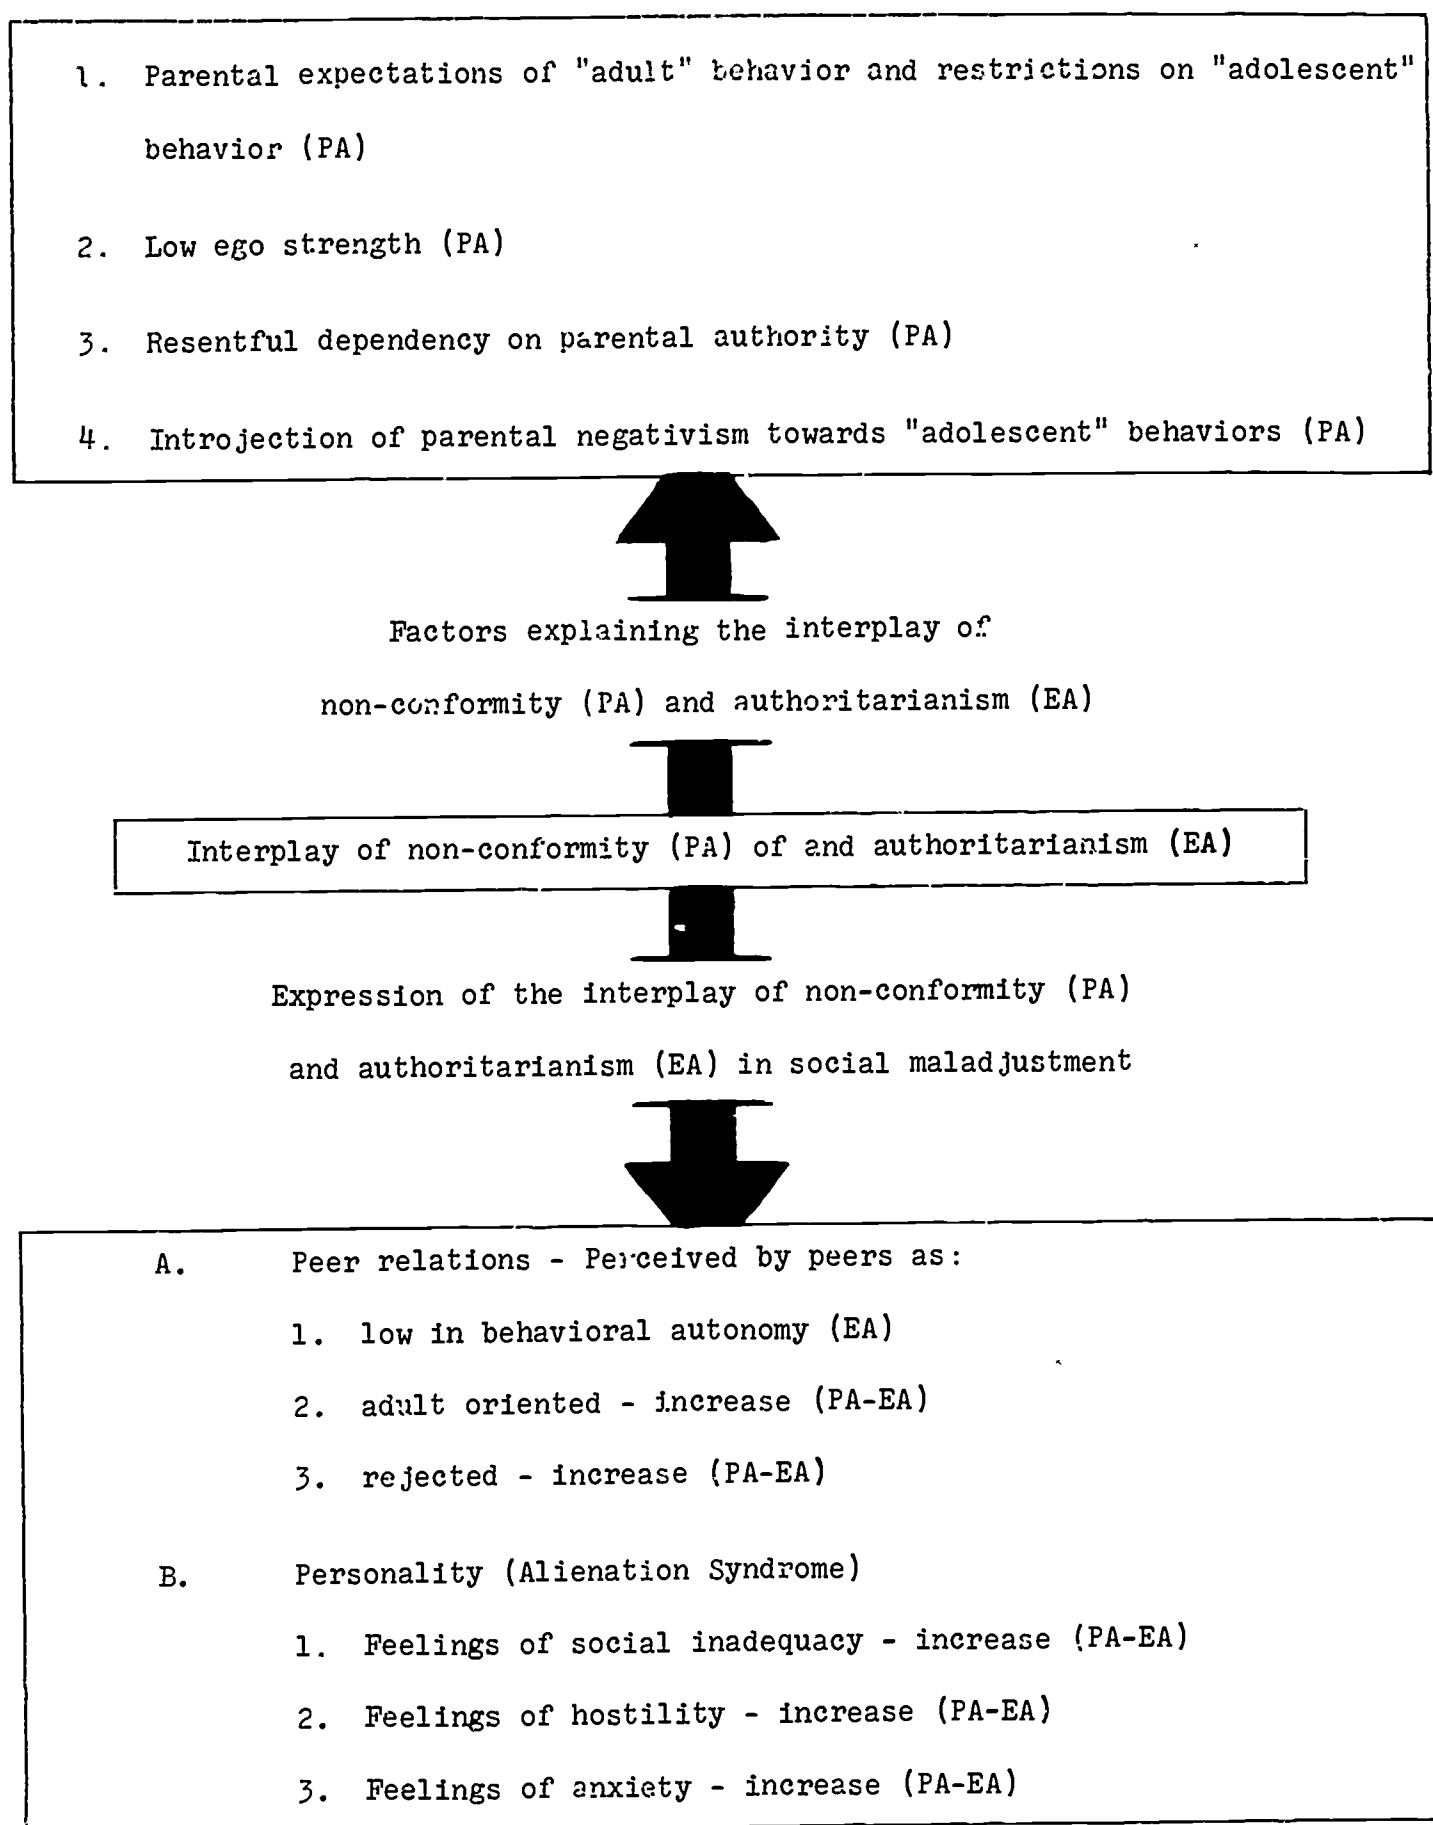 1. Parental expectations of "adult" behavior and restrictions on "adolescent"
behavior (PA)
2. Low ego strength (PA)
3. Resentful dependency on parental authority (PA)
4. Introjection of parental negativism towards "adolescent" behaviors (PA)
Factors explaining the interplay of
non-conformity (PA) and authoritarianism (EA)
Interplay of non-conformity (PA) of and authoritarianism (EA)
Expression of the interplay of non-conformity (PA)
and authoritarianism (EA) in social maladjustment
A. Peer relations - Perceived by peers as:
1. low in behavioral autonomy (EA)
2. adult oriented - increase (PA-EA)
3. rejected - increase (PA-EA)
B. Personality (Alienation Syndrome)
1. Feelings of social inadequacy - increase (PA-EA)
2. Feelings of hostility - increase (PA-EA)
3. Feelings of anxiety - increase (PA-EA)